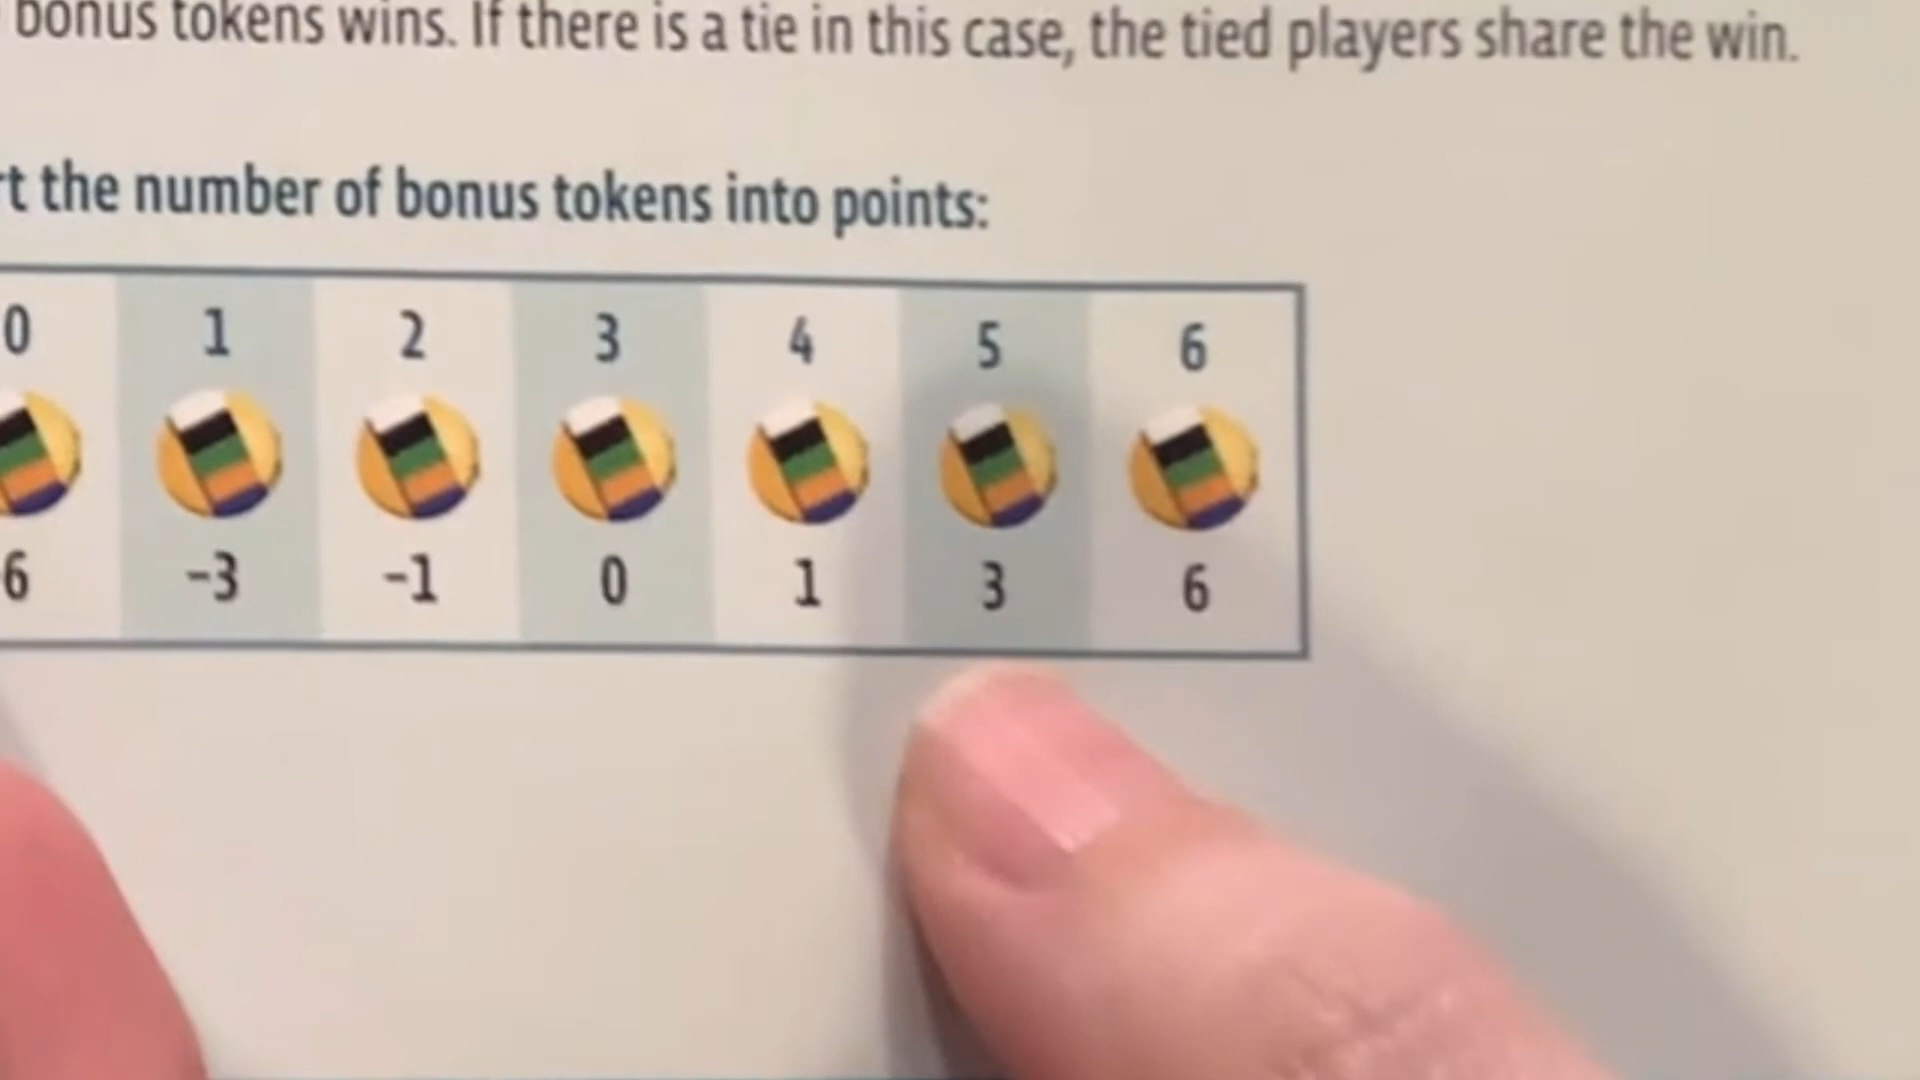 bonus tokens wins. If there is a tie in this case, the tied players share the win.
t the number of bonus tokens into points:
0 1 2 3 4 5 6
6 -3 -1 0 1 3 6